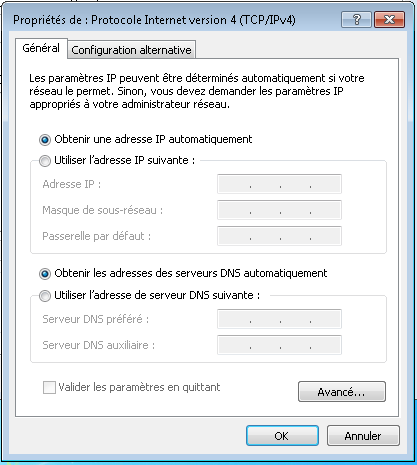 Propriétés de : Protocole Internet version 4 (TCP/IPv4)
Général
Configuration alternative
Les paramètres IP peuvent être déterminés automatiquement si votre
réseau le permet. Sinon, vous devez demander les paramètres IP
appropriés à votre administrateur réseau.
Obtenir une adresse IP automatiquement
Utiliser l'adresse IP suivante :
Adresse IP :
Masque de sous-réseau :
Passerelle par défaut :
Obtenir les adresses des serveurs DNS automatiquement
Utiliser l'adresse de serveur DNS suivante :
Serveur DNS préféré :
Serveur DNS auxiliaire :
Valider les paramètres en quittant
Avancé...
OK
Annuler